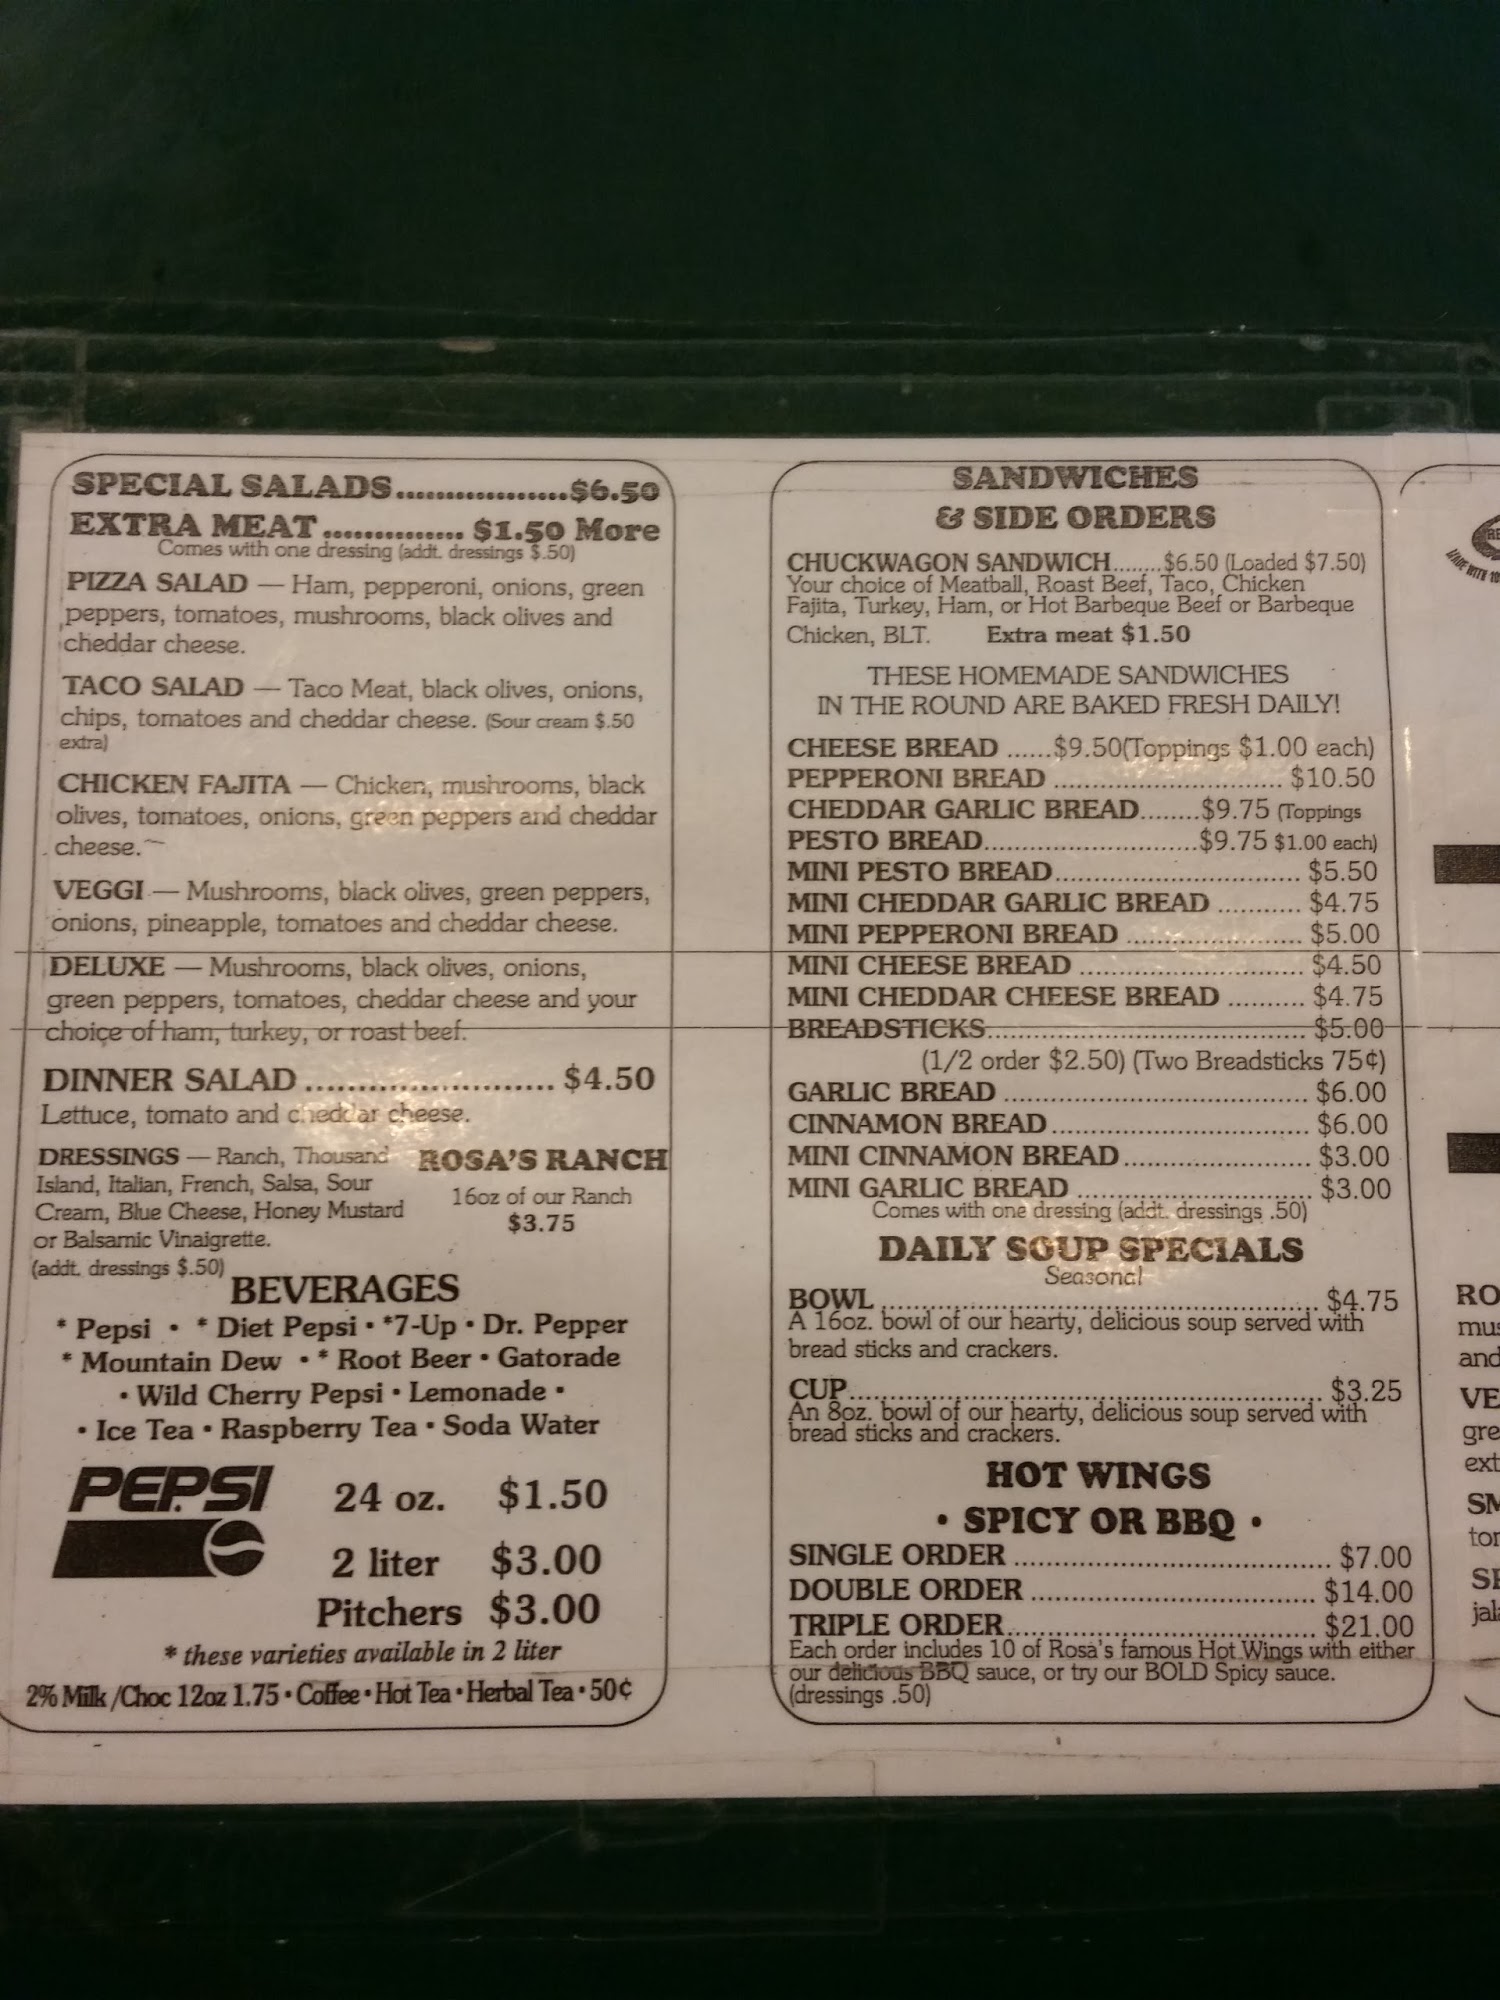 SPECIAL SALADS..................$6.50
EXTRA MEAT .............. $1.50 More
Comes with one dressing (addt. dressings $.50)
PIZZA SALAD — Ham, pepperoni, onions, green
peppers, tomatoes, mushrooms, black olives and
cheddar cheese.
TACO SALAD — Taco Meat, black olives, onions,
chips, tomatoes and cheddar cheese. (Sour cream $.50
extra)
CHICKEN FAJITA — Chicken, mushrooms, black
olives, tomatoes, onions, green peppers and cheddar
cheese.
VEGGI — Mushrooms, black olives, green peppers,
onions, pineapple, tomatoes and cheddar cheese.
DELUXE — Mushrooms, black olives, onions,
green peppers, tomatoes, cheddar cheese and your
choice of ham, turkey, or roast beef.
DINNER SALAD ........................ $4.50
Lettuce, tomato and cheddar cheese.
DRESSINGS — Ranch, Thousand
Island, Italian, French, Salsa, Sour
Cream, Blue Cheese, Honey Mustard
or Balsamic Vinaigrette.
(addt. dressings $.50)
ROSA'S RANCH
16oz of our Ranch
$3.75
BEVERAGES
* Pepsi • * Diet Pepsi • *7-Up • Dr. Pepper
* Mountain Dew • * Root Beer • Gatorade
• Wild Cherry Pepsi • Lemonade •
• Ice Tea • Raspberry Tea • Soda Water
PEPSI
24 oz. $1.50
2 liter $3.00
Pitchers $3.00
* these varieties available in 2 liter
2% Milk /Choc 12oz 1.75 • Coffee • Hot Tea • Herbal Tea • 50¢
SANDWICHES
& SIDE ORDERS
CHUCKWAGON SANDWICH........$6.50 (Loaded $7.50)
Your choice of Meatball, Roast Beef, Taco, Chicken
Fajita, Turkey, Ham, or Hot Barbeque Beef or Barbeque
Chicken, BLT. Extra meat $1.50
THESE HOMEMADE SANDWICHES
IN THE ROUND ARE BAKED FRESH DAILY!
CHEESE BREAD ......$9.50(Toppings $1.00 each)
PEPPERONI BREAD ............................... $10.50
CHEDDAR GARLIC BREAD........$9.75 (Toppings
PESTO BREAD.............................$9.75 $1.00 each)
MINI PESTO BREAD................................. $5.50
MINI CHEDDAR GARLIC BREAD ........... $4.75
MINI PEPPERONI BREAD ....................... $5.00
MINI CHEESE BREAD ............................. $4.50
MINI CHEDDAR CHEESE BREAD .......... $4.75
BREADSTICKS.......................................... $5.00
(1/2 order $2.50) (Two Breadsticks 75¢)
GARLIC BREAD ........................................ $6.00
CINNAMON BREAD.................................. $6.00
MINI CINNAMON BREAD........................ $3.00
MINI GARLIC BREAD .............................. $3.00
Comes with one dressing (addt. dressings .50)
DAILY SOUP SPECIALS
Seasonal
BOWL ......................................................... $4.75
A 16oz. bowl of our hearty, delicious soup served with
bread sticks and crackers.
CUP.............................................................. $3.25
An 8oz. bowl of our hearty, delicious soup served with
bread sticks and crackers.
HOT WINGS
• SPICY OR BBQ •
SINGLE ORDER ......................................... $7.00
DOUBLE ORDER ..................................... $14.00
TRIPLE ORDER........................................ $21.00
Each order includes 10 of Rosa's famous Hot Wings with either
our delicious BBQ sauce, or try our BOLD Spicy sauce.
(dressings .50)
MADE WITH
and